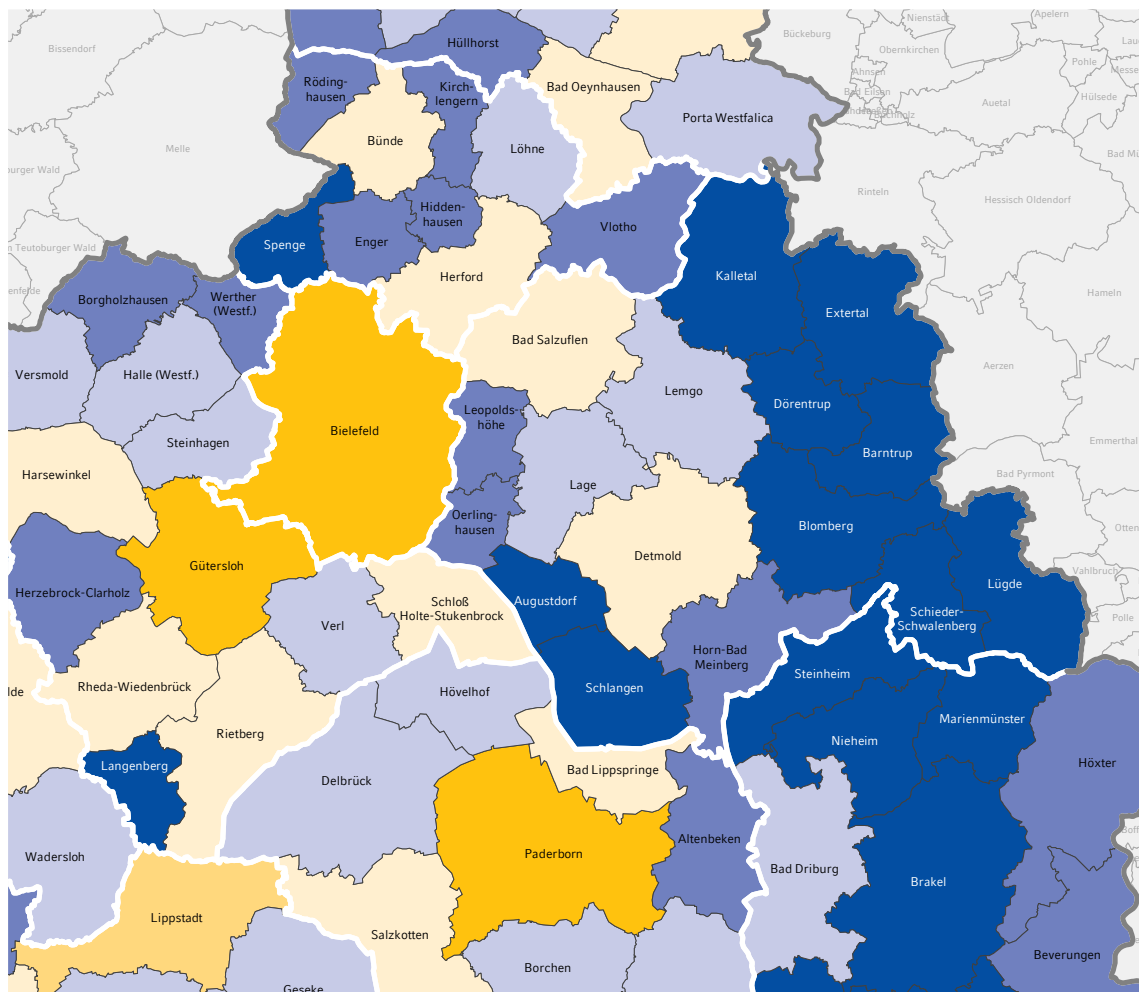 Bückeburg
Nienstädt
Apelern
Obernkirchen
Bissendorf
Hüllhorst
Pohle
Ahnsen
Röding-
hausen
Kirch-
lengern
Bad Oeynhausen
Bad Eilsen
Auetal
Hülsede
Buchholz
Porta Westfalica
Melle
Bünde
Löhne
Rinteln
Hessisch Oldendorf
Hidden-
hausen
Vlotho
Spenge
Enger
Teutoburger Wald
Herford
Kalletal
Borgholzhausen
Werther
(Westf.)
Hameln
Extertal
Bad Salzuflen
Versmold
Halle (Westf.)
Aerzen
Lemgo
Dörentrup
Leopolds-
höhe
Bielefeld
Steinhagen
Emmerthal
Barntrup
Harsewinkel
Bad Pyrmont
Lage
Oerling-
hausen
Blomberg
Detmold
Gütersloh
Vahlbruch
Lügde
Herzebrock-Clarholz
Augustdorf
Schloß
Holte-Stukenbrock
Schieder-
Schwalenberg
Polle
Verl
Horn-Bad
Meinberg
Steinheim
Rheda-Wiedenbrück
Hövelhof
Schlangen
Marienmünster
Rietberg
Nieheim
Höxter
Langenberg
Bad Lippspringe
Delbrück
Altenbeken
Wadersloh
Paderborn
Bad Driburg
Brakel
Lippstadt
Salzkotten
Beverungen
Borchen
Geseke